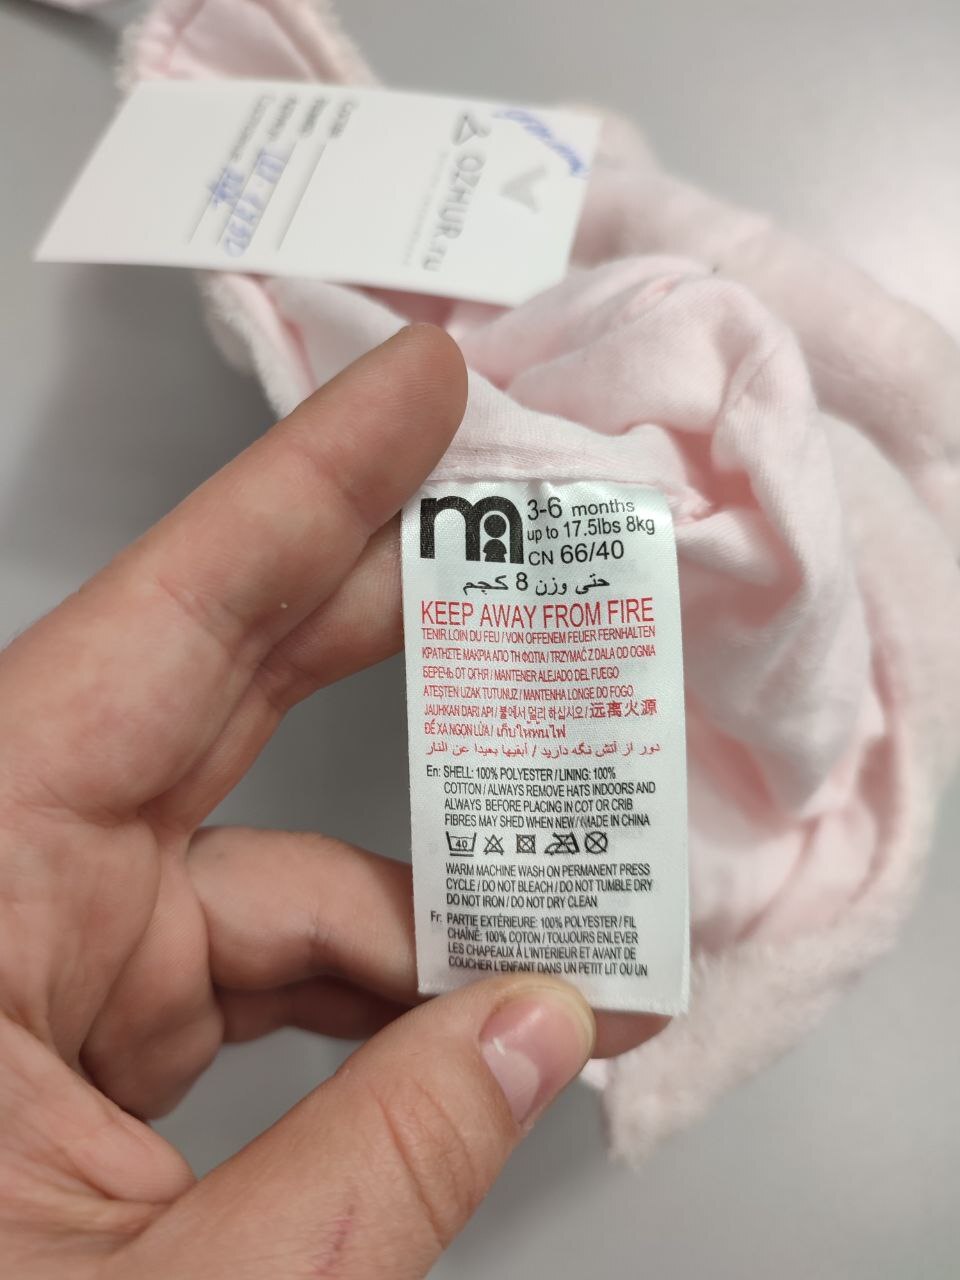 OZHUR.RU
m
3-6 months
up to 17.5lbs 8kg
CN 66/40
حتى وزن 8 كجم
KEEP AWAY FROM FIRE
TENIR LOIN DU FEU / VON OFFENEM FEUER FERNHALTEN
ΚΡΑΤΗΣΤΕ ΜΑΚΡΙΑ ΑΠΟ ΤΗ ΦΩΤΙΑ / TRZYMAĆ Z DALA OD OGNIA
БЕРЕЧЬ ОТ ОГНЯ / MANTENER ALEJADO DEL FUEGO
ATEŞTEN UZAK TUTUNUZ / MANTENHA LONGE DO FOGO
JAUHKAN DARI API / 불에서 멀리 하십시오 / 远离火源
ĐỂ XA NGỌN LỬA / เก็บให้พ้นไฟ
دور از آتش نگه دارید / أبقيها بعيدا عن النار
En: SHELL: 100% POLYESTER / LINING: 100%
COTTON / ALWAYS REMOVE HATS INDOORS AND
ALWAYS BEFORE PLACING IN COT OR CRIB
FIBRES MAY SHED WHEN NEW / MADE IN CHINA
40
WARM MACHINE WASH ON PERMANENT PRESS
CYCLE / DO NOT BLEACH / DO NOT TUMBLE DRY
DO NOT IRON / DO NOT DRY CLEAN
Fr: PARTIE EXTÉRIEURE: 100% POLYESTER / FIL
CHAÎNE: 100% COTON / TOUJOURS ENLEVER
LES CHAPEAUX À L'INTÉRIEUR ET AVANT DE
COUCHER L'ENFANT DANS UN PETIT LIT OU UN